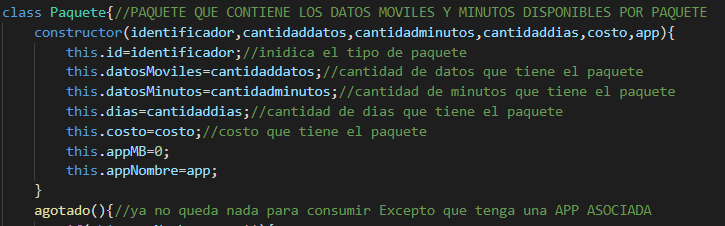 class Paquete{//PAQUETE QUE CONTIENE LOS DATOS MOVILES Y MINUTOS DISPONIBLES POR PAQUETE
constructor(identificador,cantidaddatos,cantidadminutos,cantidaddias,costo,app){
this.id=identificador;//inidica el tipo de paquete
this.datosMoviles=cantidaddatos;//cantidad de datos que tiene el paquete
this.datosMinutos=cantidadminutos;//cantidad de minutos que tiene el paquete
this.dias=cantidaddias;//cantidad de dias que tiene el paquete
this.costo=costo;//costo que tiene el paquete
this.appMB=0;
this.appNombre=app;
}
agotado(){//ya no queda nada para consumir Excepto que tenga una APP ASOCIADA